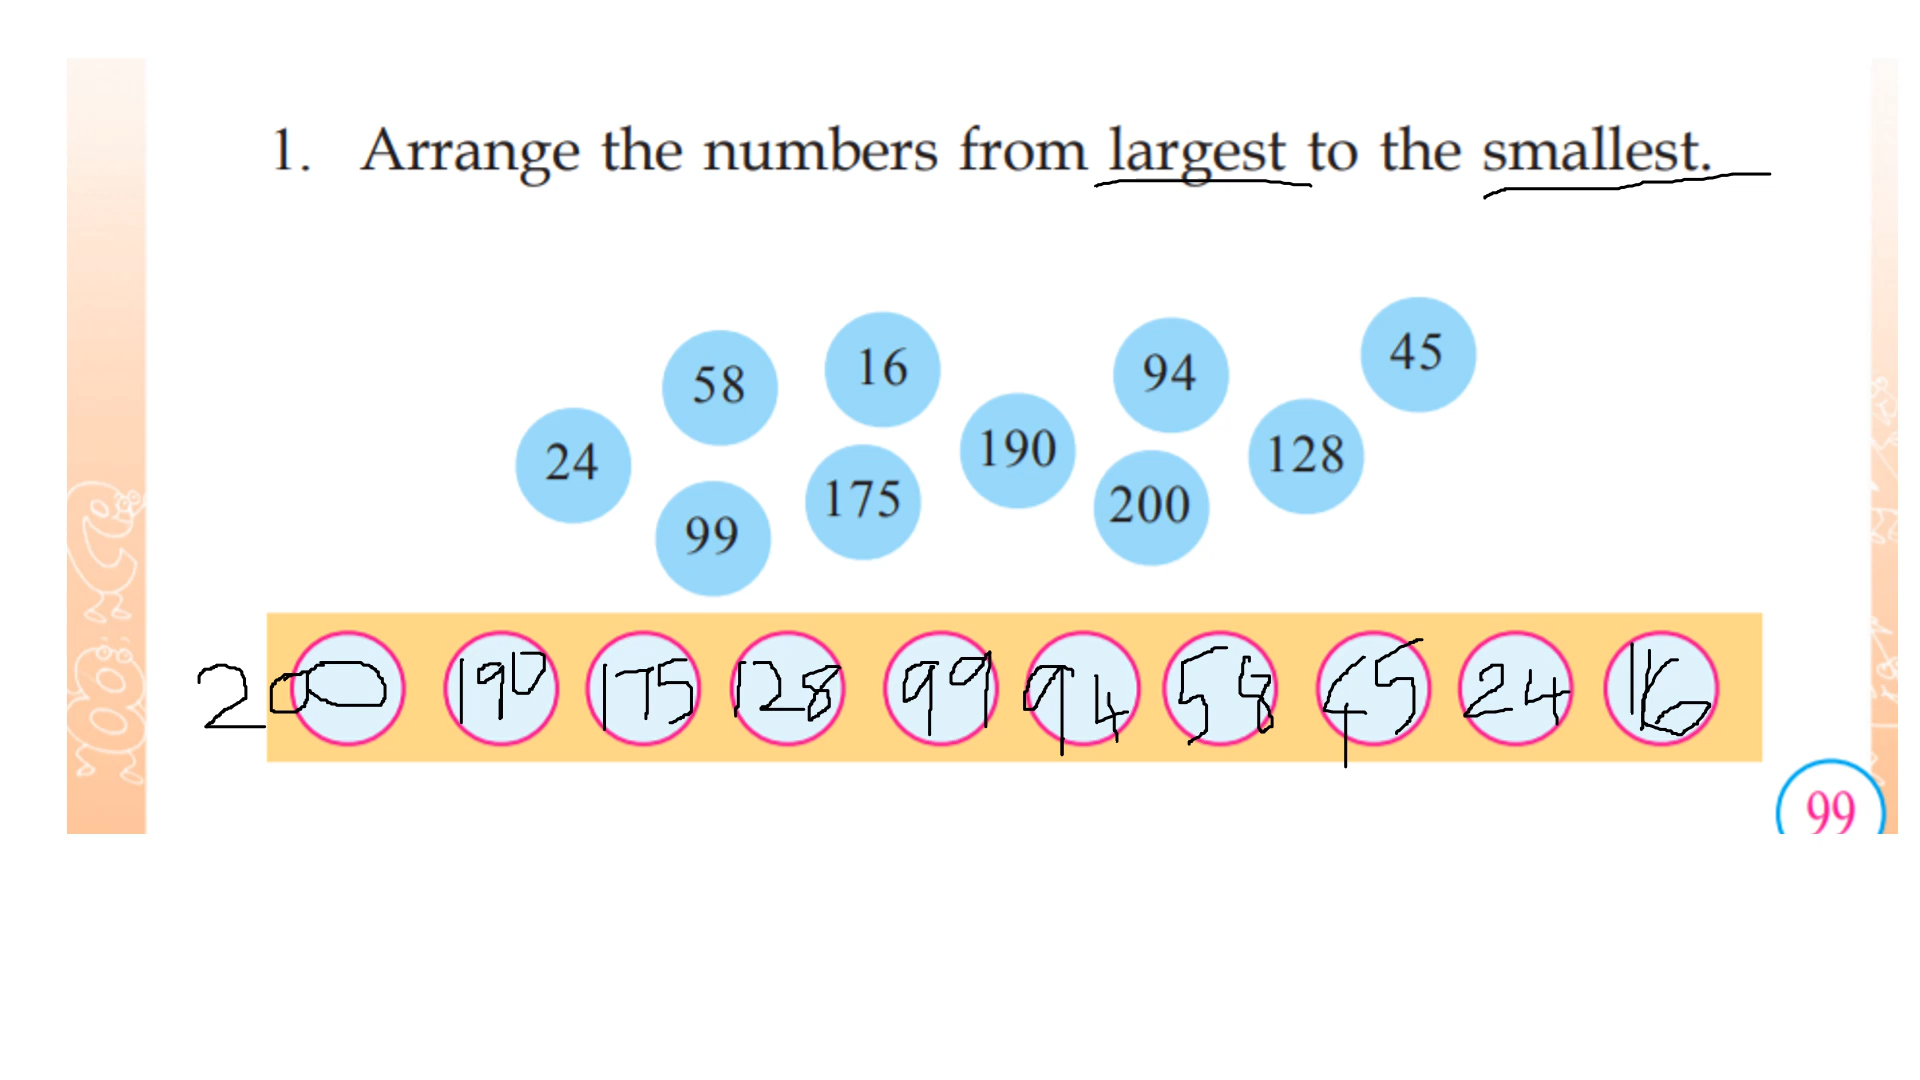 1. Arrange the numbers from largest to the smallest.
58 16 94 45
24 190 128
99 175 200
200 190 175 128 99 94 58 45 24 16
99